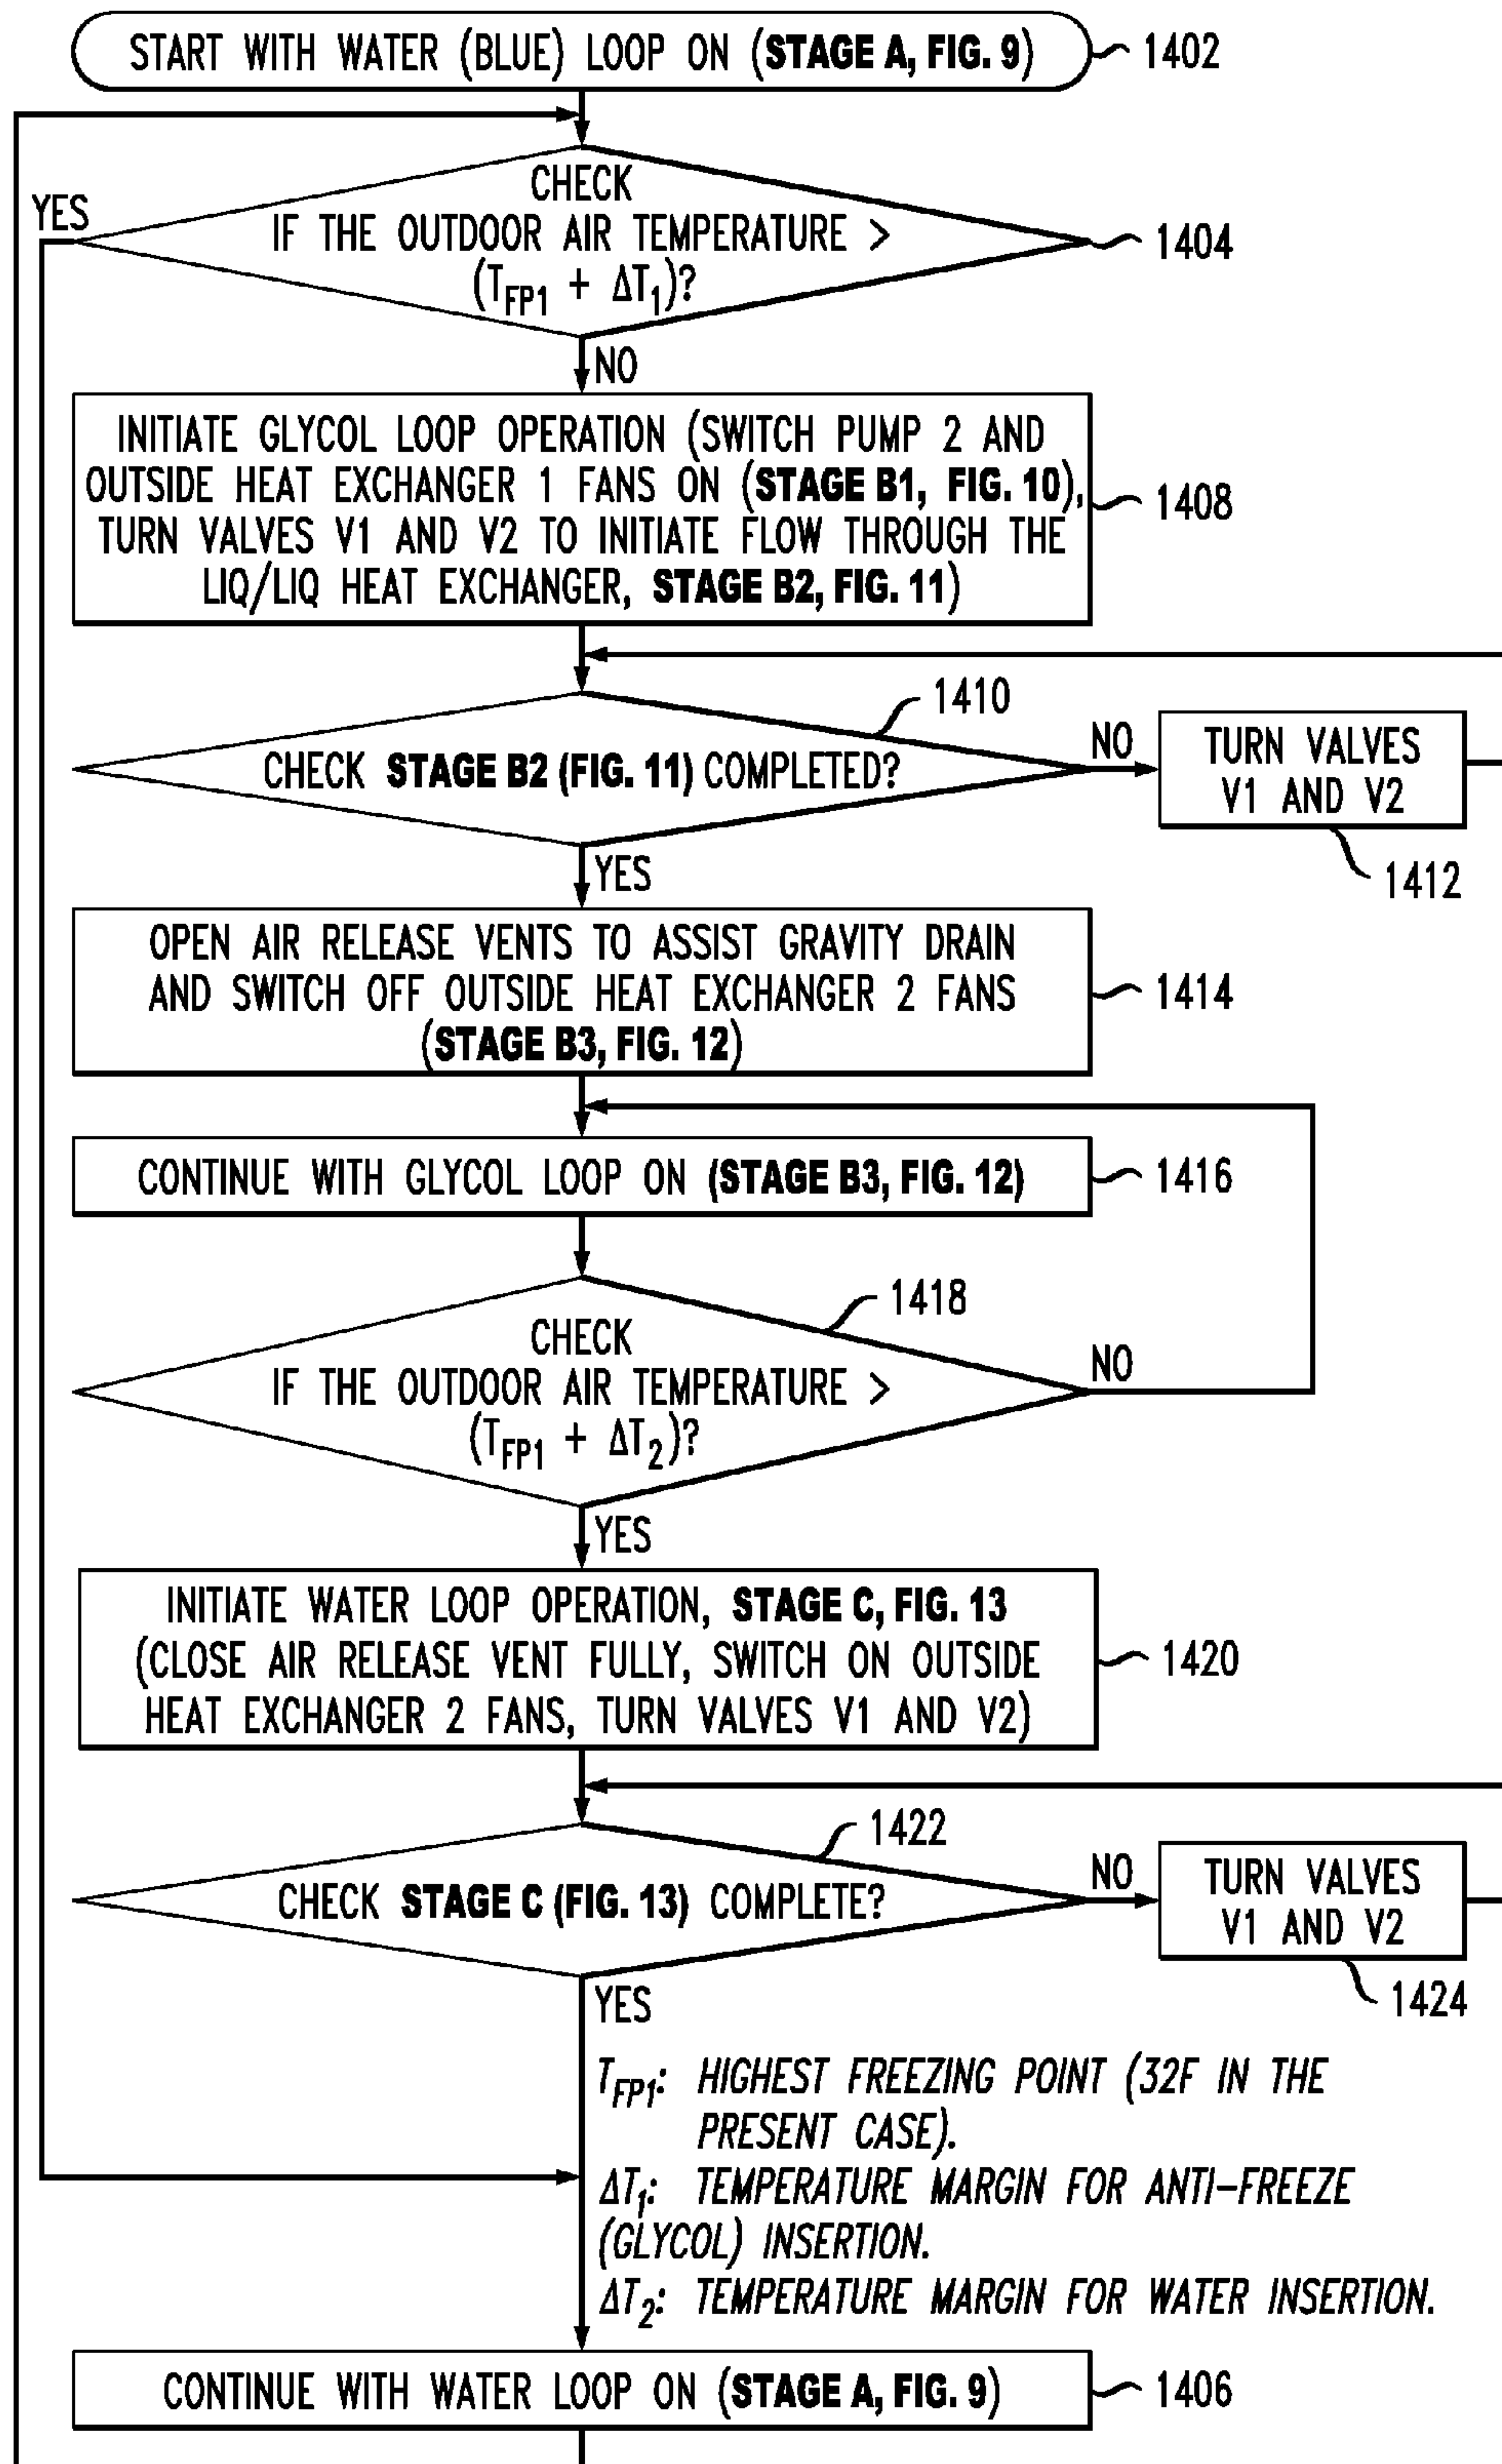 START WITH WATER (BLUE) LOOP ON (STAGE A, FIG. 9)
1402
CHECK
IF THE OUTDOOR AIR TEMPERATURE >
(T_FP1 + ΔT_1)?
YES
1404
NO
INITIATE GLYCOL LOOP OPERATION (SWITCH PUMP 2 AND
OUTSIDE HEAT EXCHANGER 1 FANS ON (STAGE B1, FIG. 10),
TURN VALVES V1 AND V2 TO INITIATE FLOW THROUGH THE
LIQ/LIQ HEAT EXCHANGER, STAGE B2, FIG. 11)
1408
1410
CHECK STAGE B2 (FIG. 11) COMPLETED?
NO
TURN VALVES
V1 AND V2
1412
YES
OPEN AIR RELEASE VENTS TO ASSIST GRAVITY DRAIN
AND SWITCH OFF OUTSIDE HEAT EXCHANGER 2 FANS
(STAGE B3, FIG. 12)
1414
CONTINUE WITH GLYCOL LOOP ON (STAGE B3, FIG. 12)
1416
1418
CHECK
IF THE OUTDOOR AIR TEMPERATURE >
(T_FP1 + ΔT_2)?
NO
YES
INITIATE WATER LOOP OPERATION, STAGE C, FIG. 13
(CLOSE AIR RELEASE VENT FULLY, SWITCH ON OUTSIDE
HEAT EXCHANGER 2 FANS, TURN VALVES V1 AND V2)
1420
1422
CHECK STAGE C (FIG. 13) COMPLETE?
NO
TURN VALVES
V1 AND V2
1424
YES
T_FP1: HIGHEST FREEZING POINT (32F IN THE
PRESENT CASE).
ΔT_1: TEMPERATURE MARGIN FOR ANTI-FREEZE
(GLYCOL) INSERTION.
ΔT_2: TEMPERATURE MARGIN FOR WATER INSERTION.
CONTINUE WITH WATER LOOP ON (STAGE A, FIG. 9)
1406